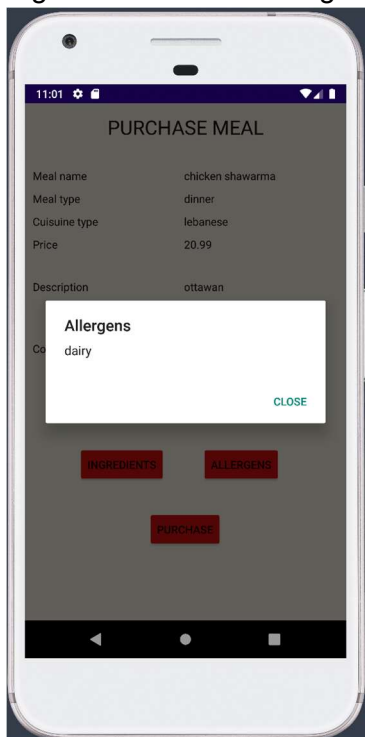 11:01
PURCHASE MEAL
Meal name chicken shawarma
Meal type dinner
Cuisuine type lebanese
Price 20.99
Description ottawan
Allergens
Co
dairy
CLOSE
INGREDIENTS ALLERGENS
PURCHASE